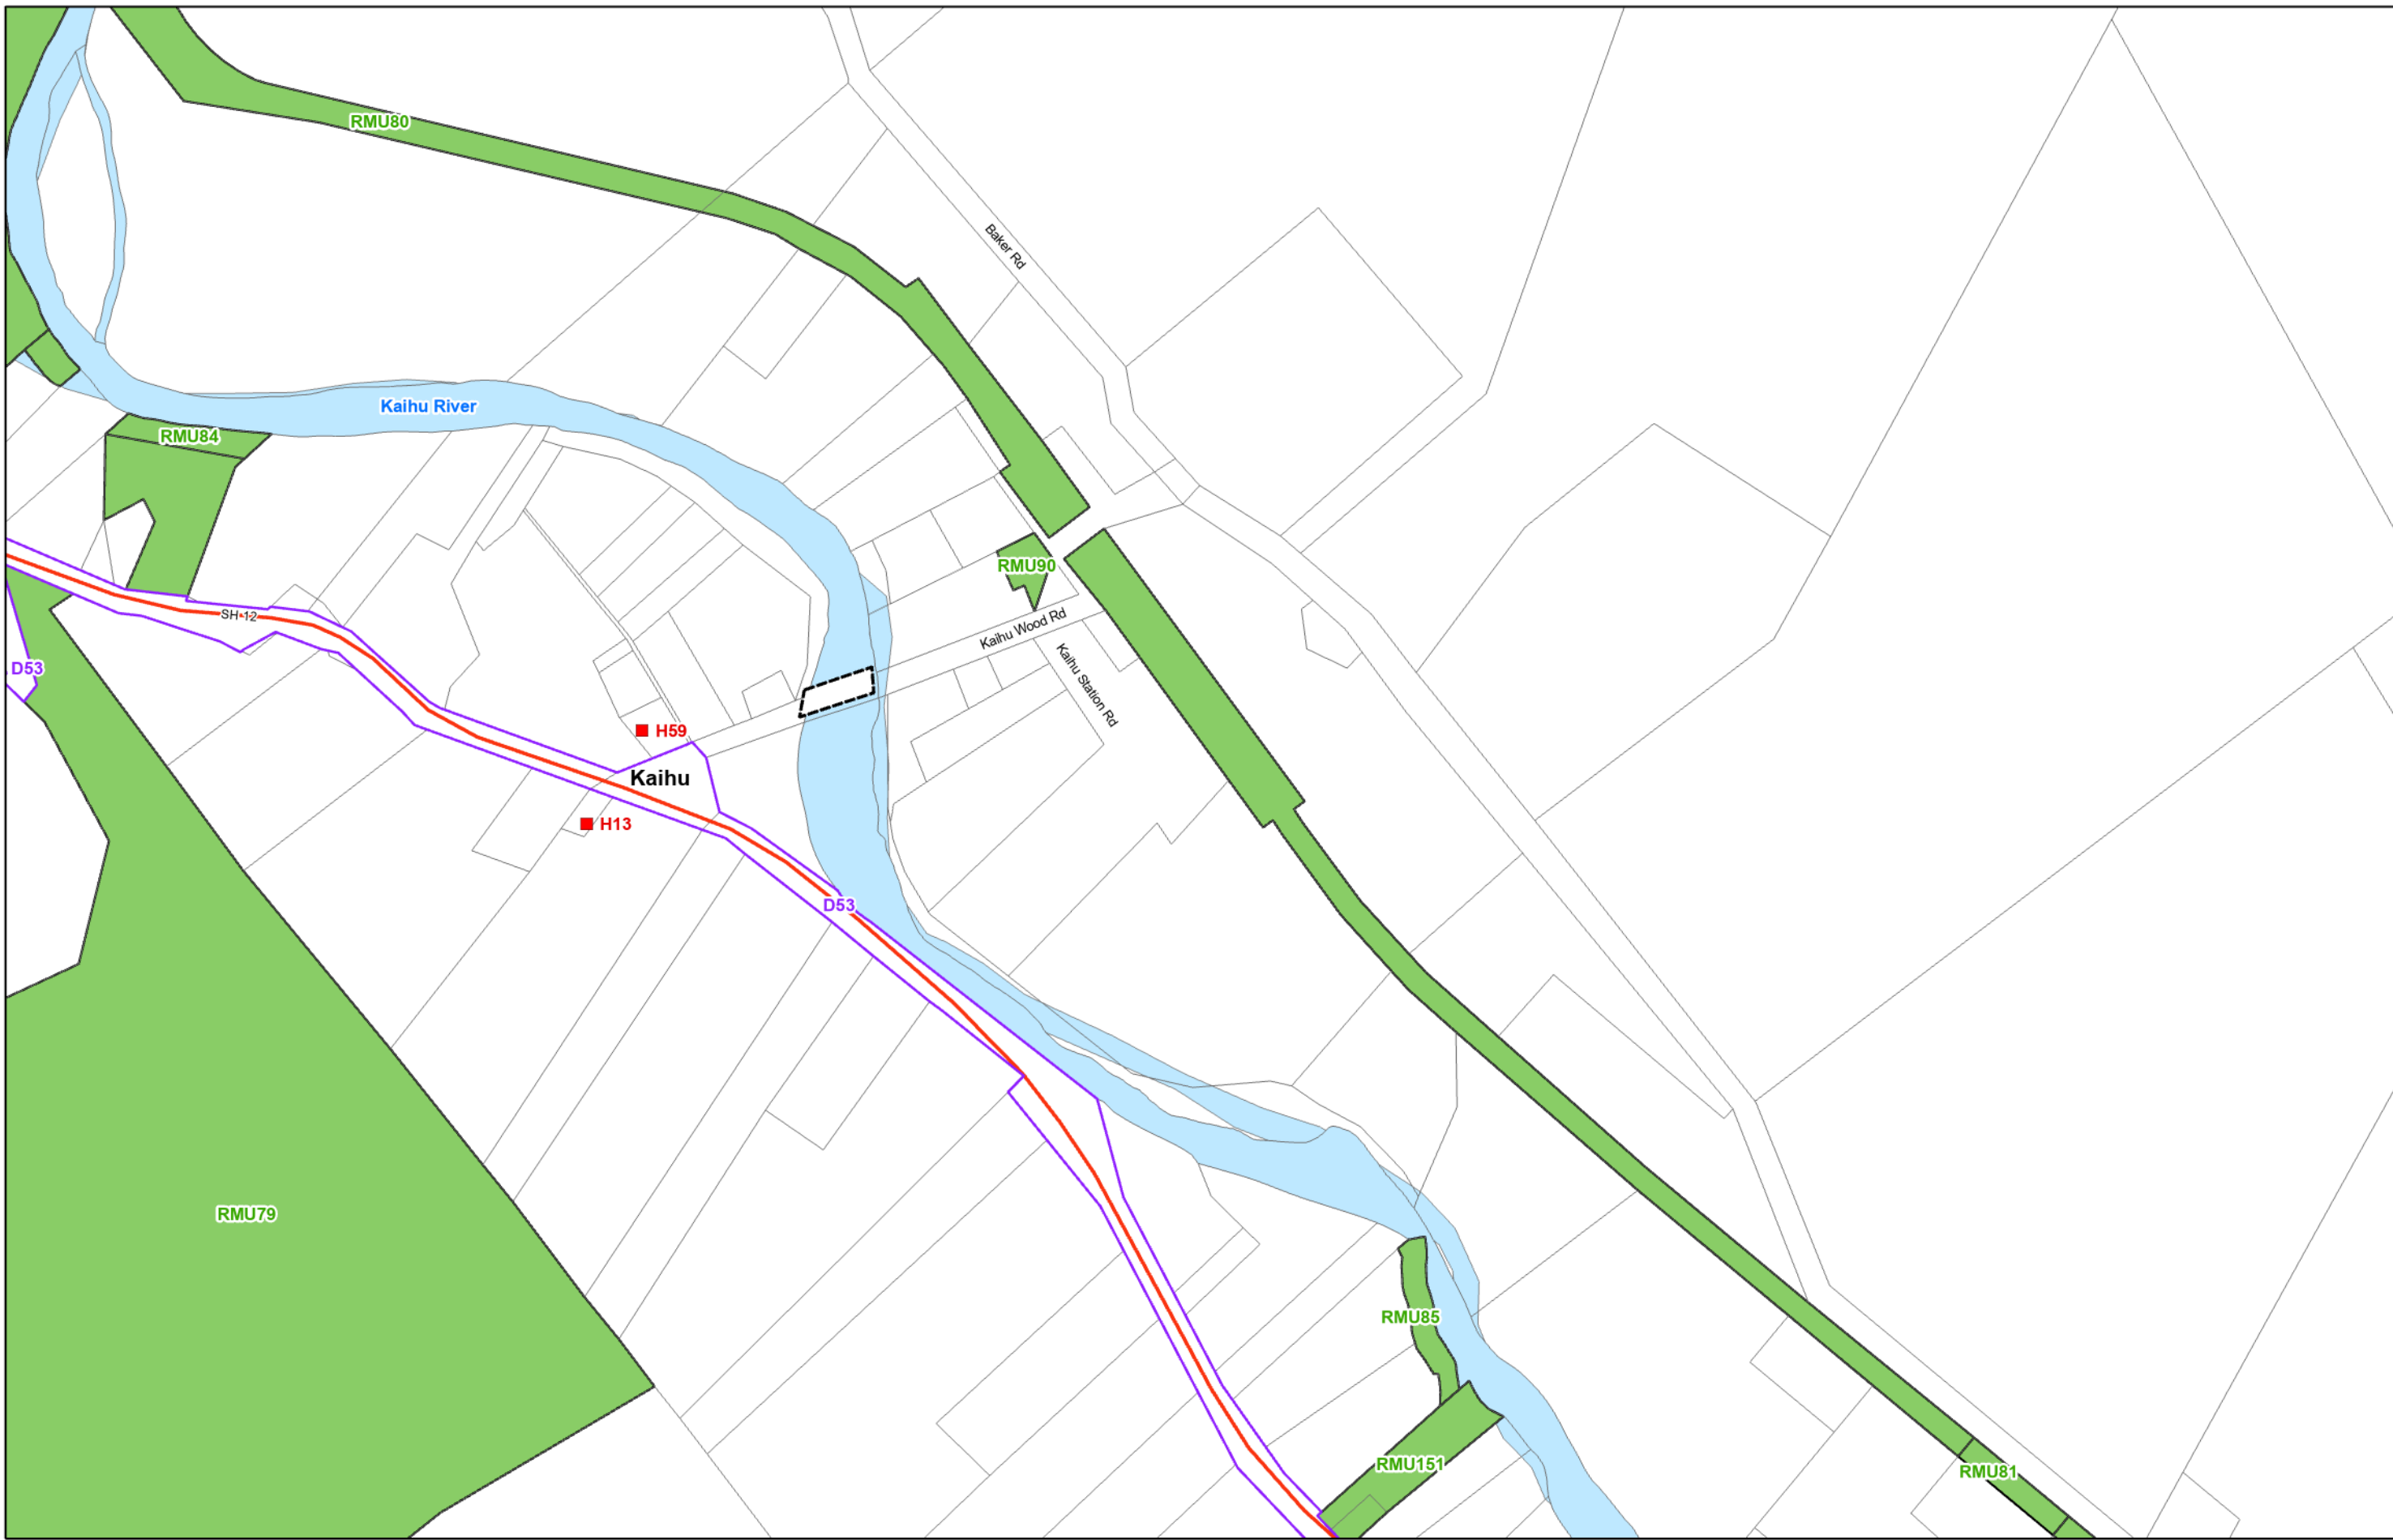 RMU80
Baker Rd
Kaihu River
RMU84
RMU90
SH 12
Kaihu Wood Rd
D53
Kaihu Station Rd
H59
Kaihu
H13
D53
RMU79
RMU85
RMU151
RMU81